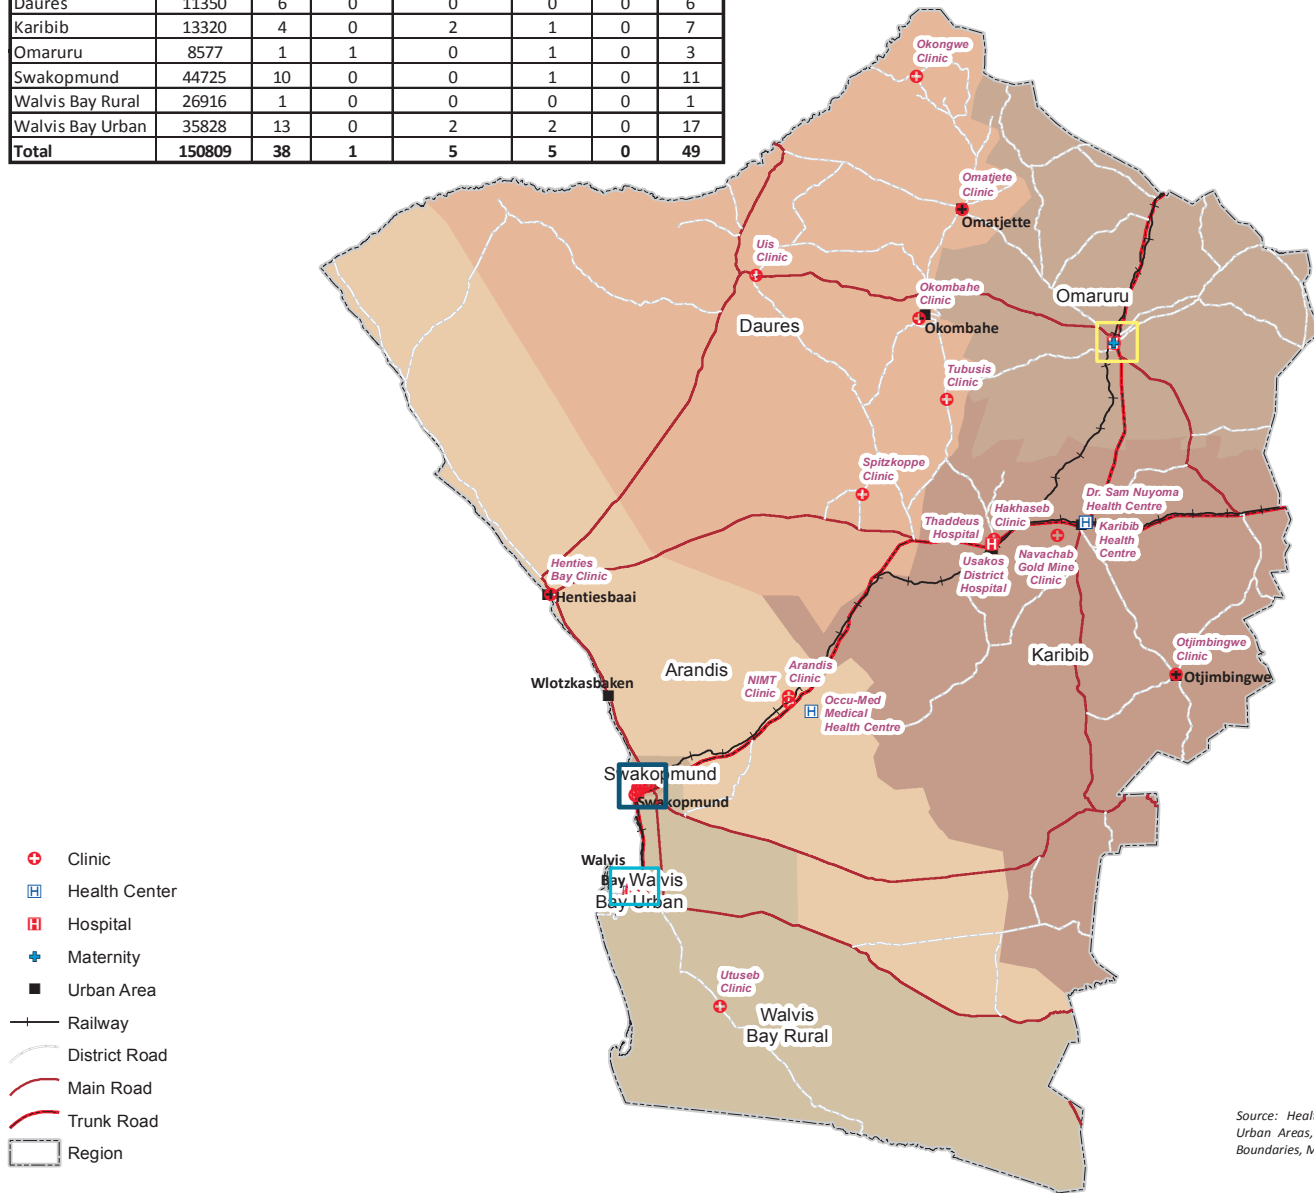 Daures 11350 6 0 0 0 0 6
Karibib 13320 4 0 2 1 0 7
Omaruru 8577 1 1 0 1 0 3
Swakopmund 44725 10 0 0 1 0 11
Walvis Bay Rural 26916 1 0 0 0 0 1
Walvis Bay Urban 35828 13 0 2 2 0 17
Total 150809 38 1 5 5 0 49
Okongwe
Clinic
Omatjete
Clinic
Omatjette
Uis
Clinic
Okombahe
Clinic
Okombahe
Omaruru
Daures
Tubusis
Clinic
Spitzkoppe
Clinic
Dr. Sam Nuyoma
Health Centre
Hakhaseb
Clinic
Thaddeus
Hospital
Karibib
Health
Centre
Usakos
District
Hospital
Navachab
Gold Mine
Clinic
Henties
Bay Clinic
Hentiesbaai
Otjimbingwe
Clinic
Otjimbingwe
Karibib
Arandis
Arandis
Clinic
NIMT
Clinic
Wlotzkasbaken
Occu-Med
Medical
Health Centre
Swakopmund
Swakopmund
Walvis
Bay
Walvis
Bay Urban
Utuseb
Clinic
Walvis
Bay Rural
Clinic
Health Center
H Hospital
Maternity
Urban Area
Railway
District Road
Main Road
Trunk Road
Region
Source: Heal
Urban Areas,
Boundaries, M